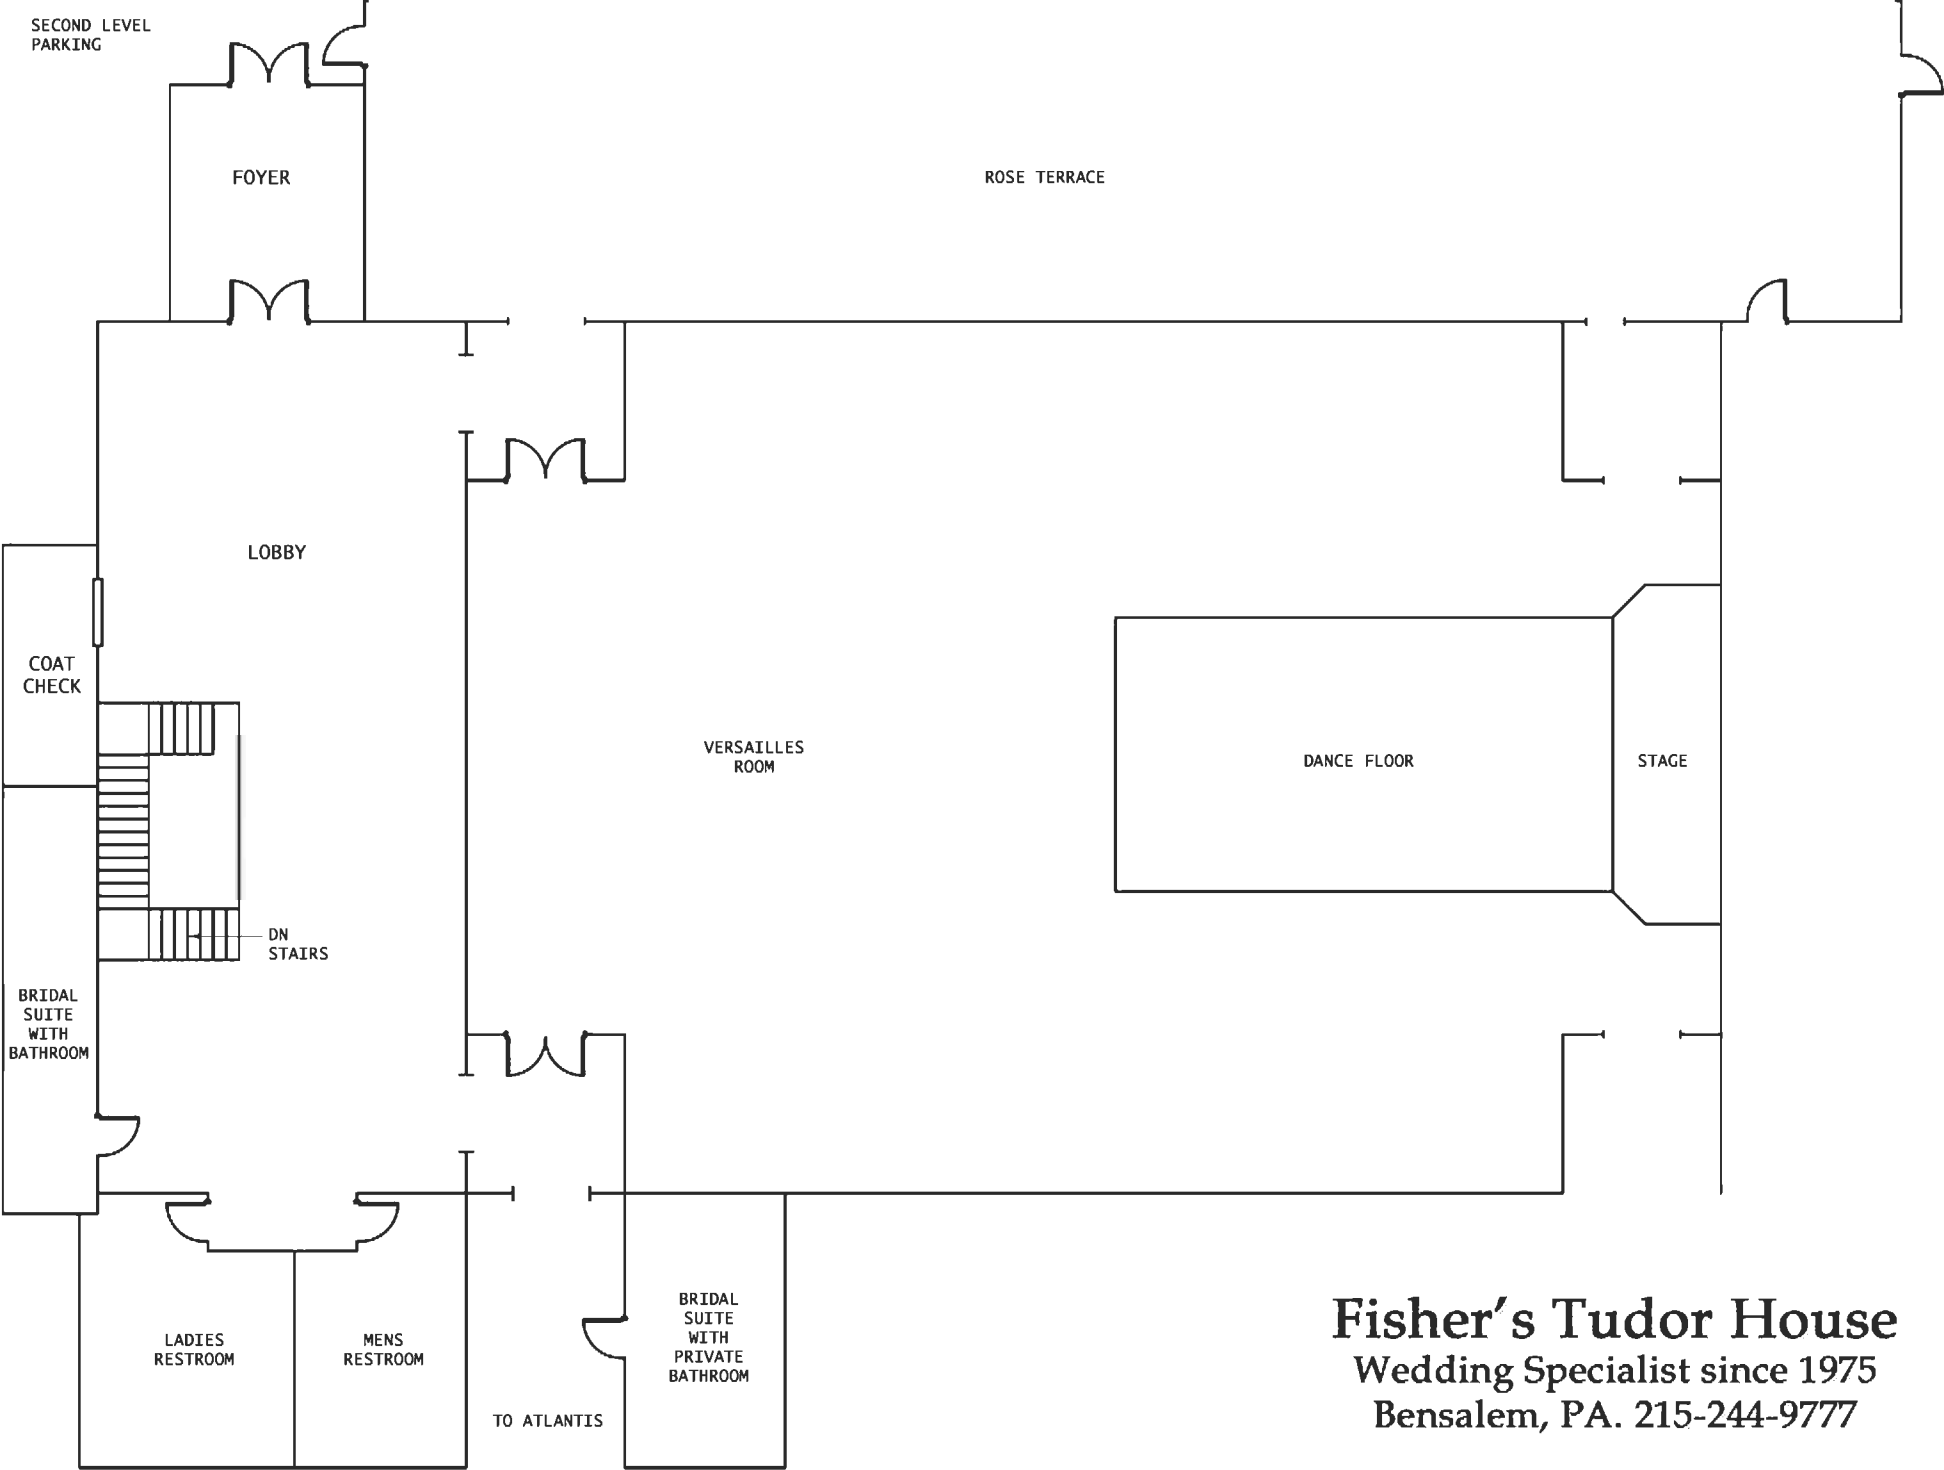 SECOND LEVEL
PARKING
FOYER
ROSE TERRACE
LOBBY
COAT
CHECK
VERSAILLES
ROOM
DANCE FLOOR
STAGE
DN
STAIRS
BRIDAL
SUITE
WITH
BATHROOM
LADIES
RESTROOM
MENS
RESTROOM
BRIDAL
SUITE
WITH
PRIVATE
BATHROOM
TO ATLANTIS
Fisher's Tudor House
Wedding Specialist since 1975
Bensalem, PA. 215-244-9777